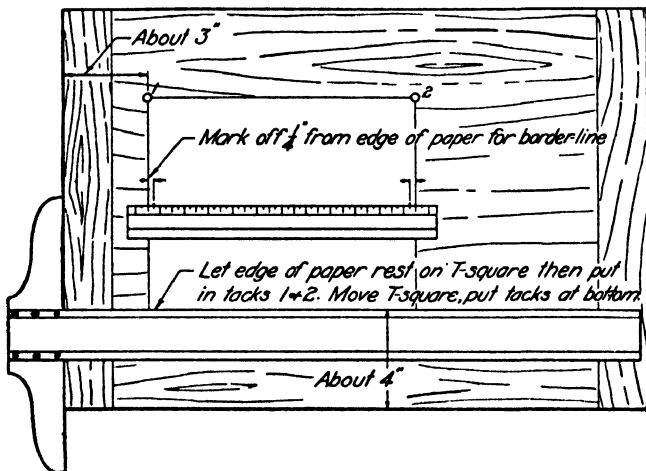 About 3"
1
2
Mark off 1/4" from edge of paper for border-line
Let edge of paper rest on T-square then put
in tacks 1+2. Move T-square, put tacks at bottom.
About 4"